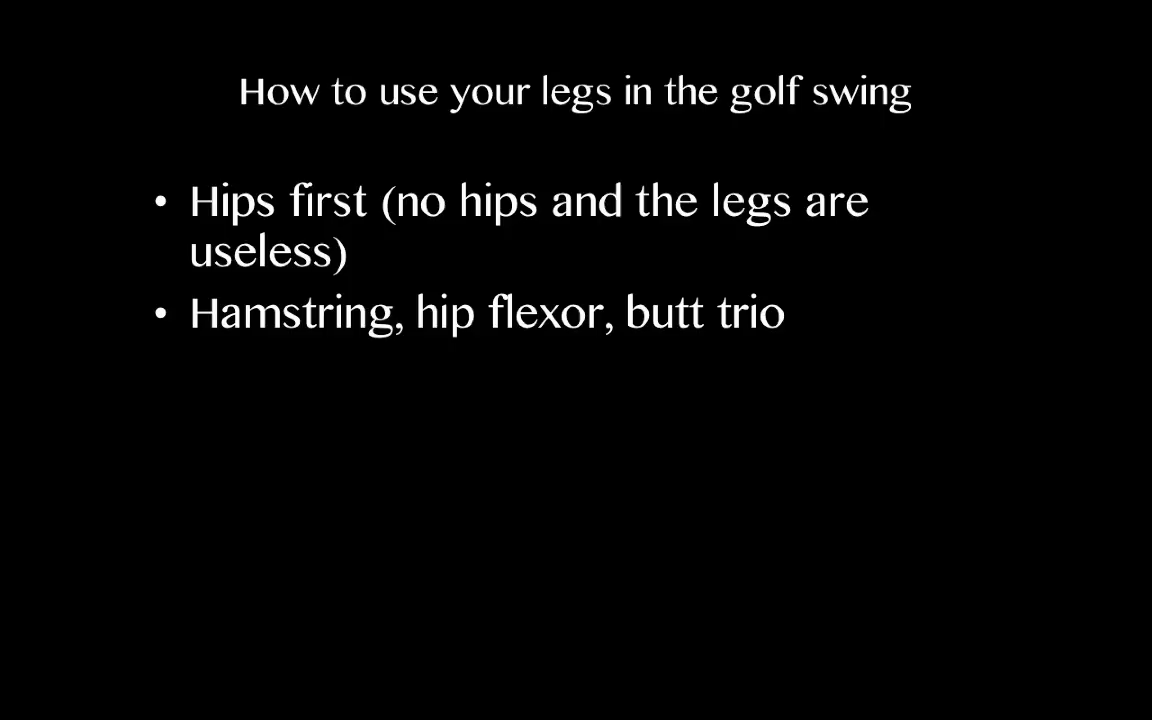 How to use your legs in the golf swing
• Hips first (no hips and the legs are
useless)
• Hamstring, hip flexor, butt trio